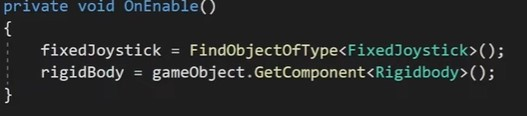 private void OnEnable()
{
fixedJoystick = FindObjectOfType<FixedJoystick>();
rigidBody = gameObject.GetComponent<Rigidbody>();
}